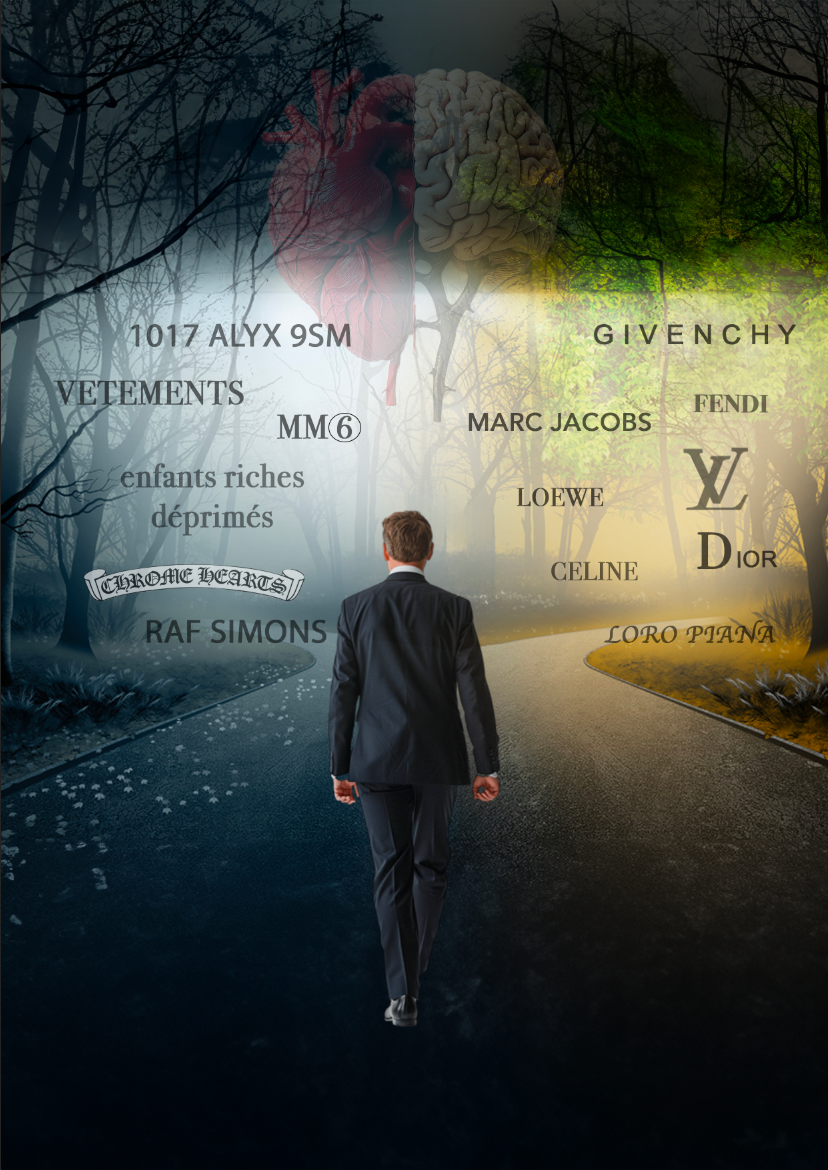 1017 ALYX 9SM
VETEMENTS
MM⑥
enfants riches
déprimés
CHROME HEARTS
RAF SIMONS
GIVENCHY
FENDI
MARC JACOBS
LV
LOEWE
DIOR
CELINE
LORO PIANA